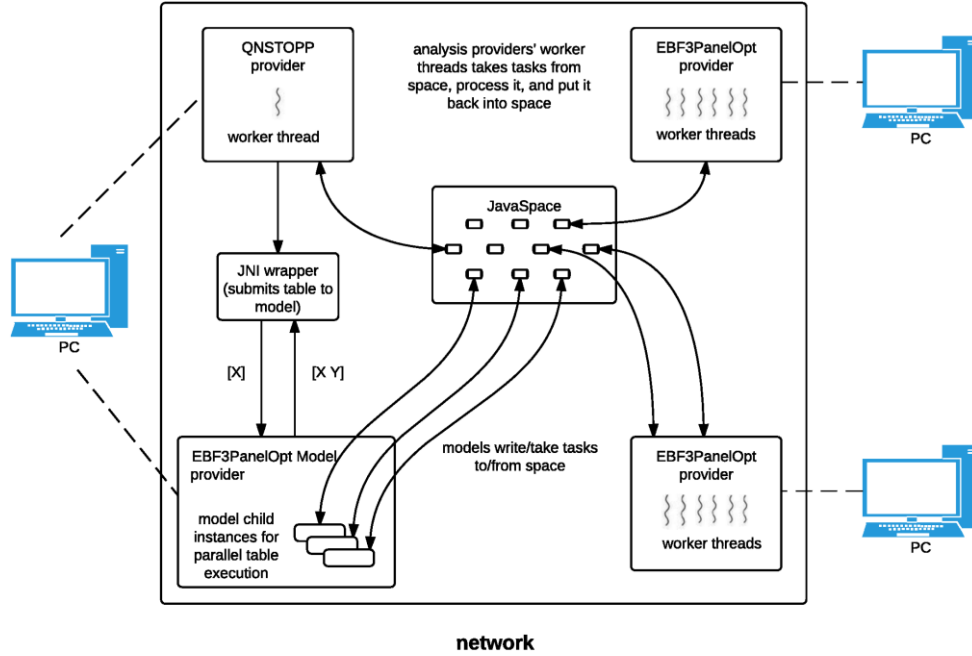 QNSTOPP
provider
worker thread
analysis providers' worker
threads takes tasks from
space, process it, and put it
back into space
EBF3PanelOpt
provider
worker threads
PC
JavaSpace
JNI wrapper
(submits table to
model)
PC
[X]
[X Y]
EBF3PanelOpt Model
provider
model child
instances for
parallel table
execution
models write/take tasks
to/from space
EBF3PanelOpt
provider
worker threads
PC
network